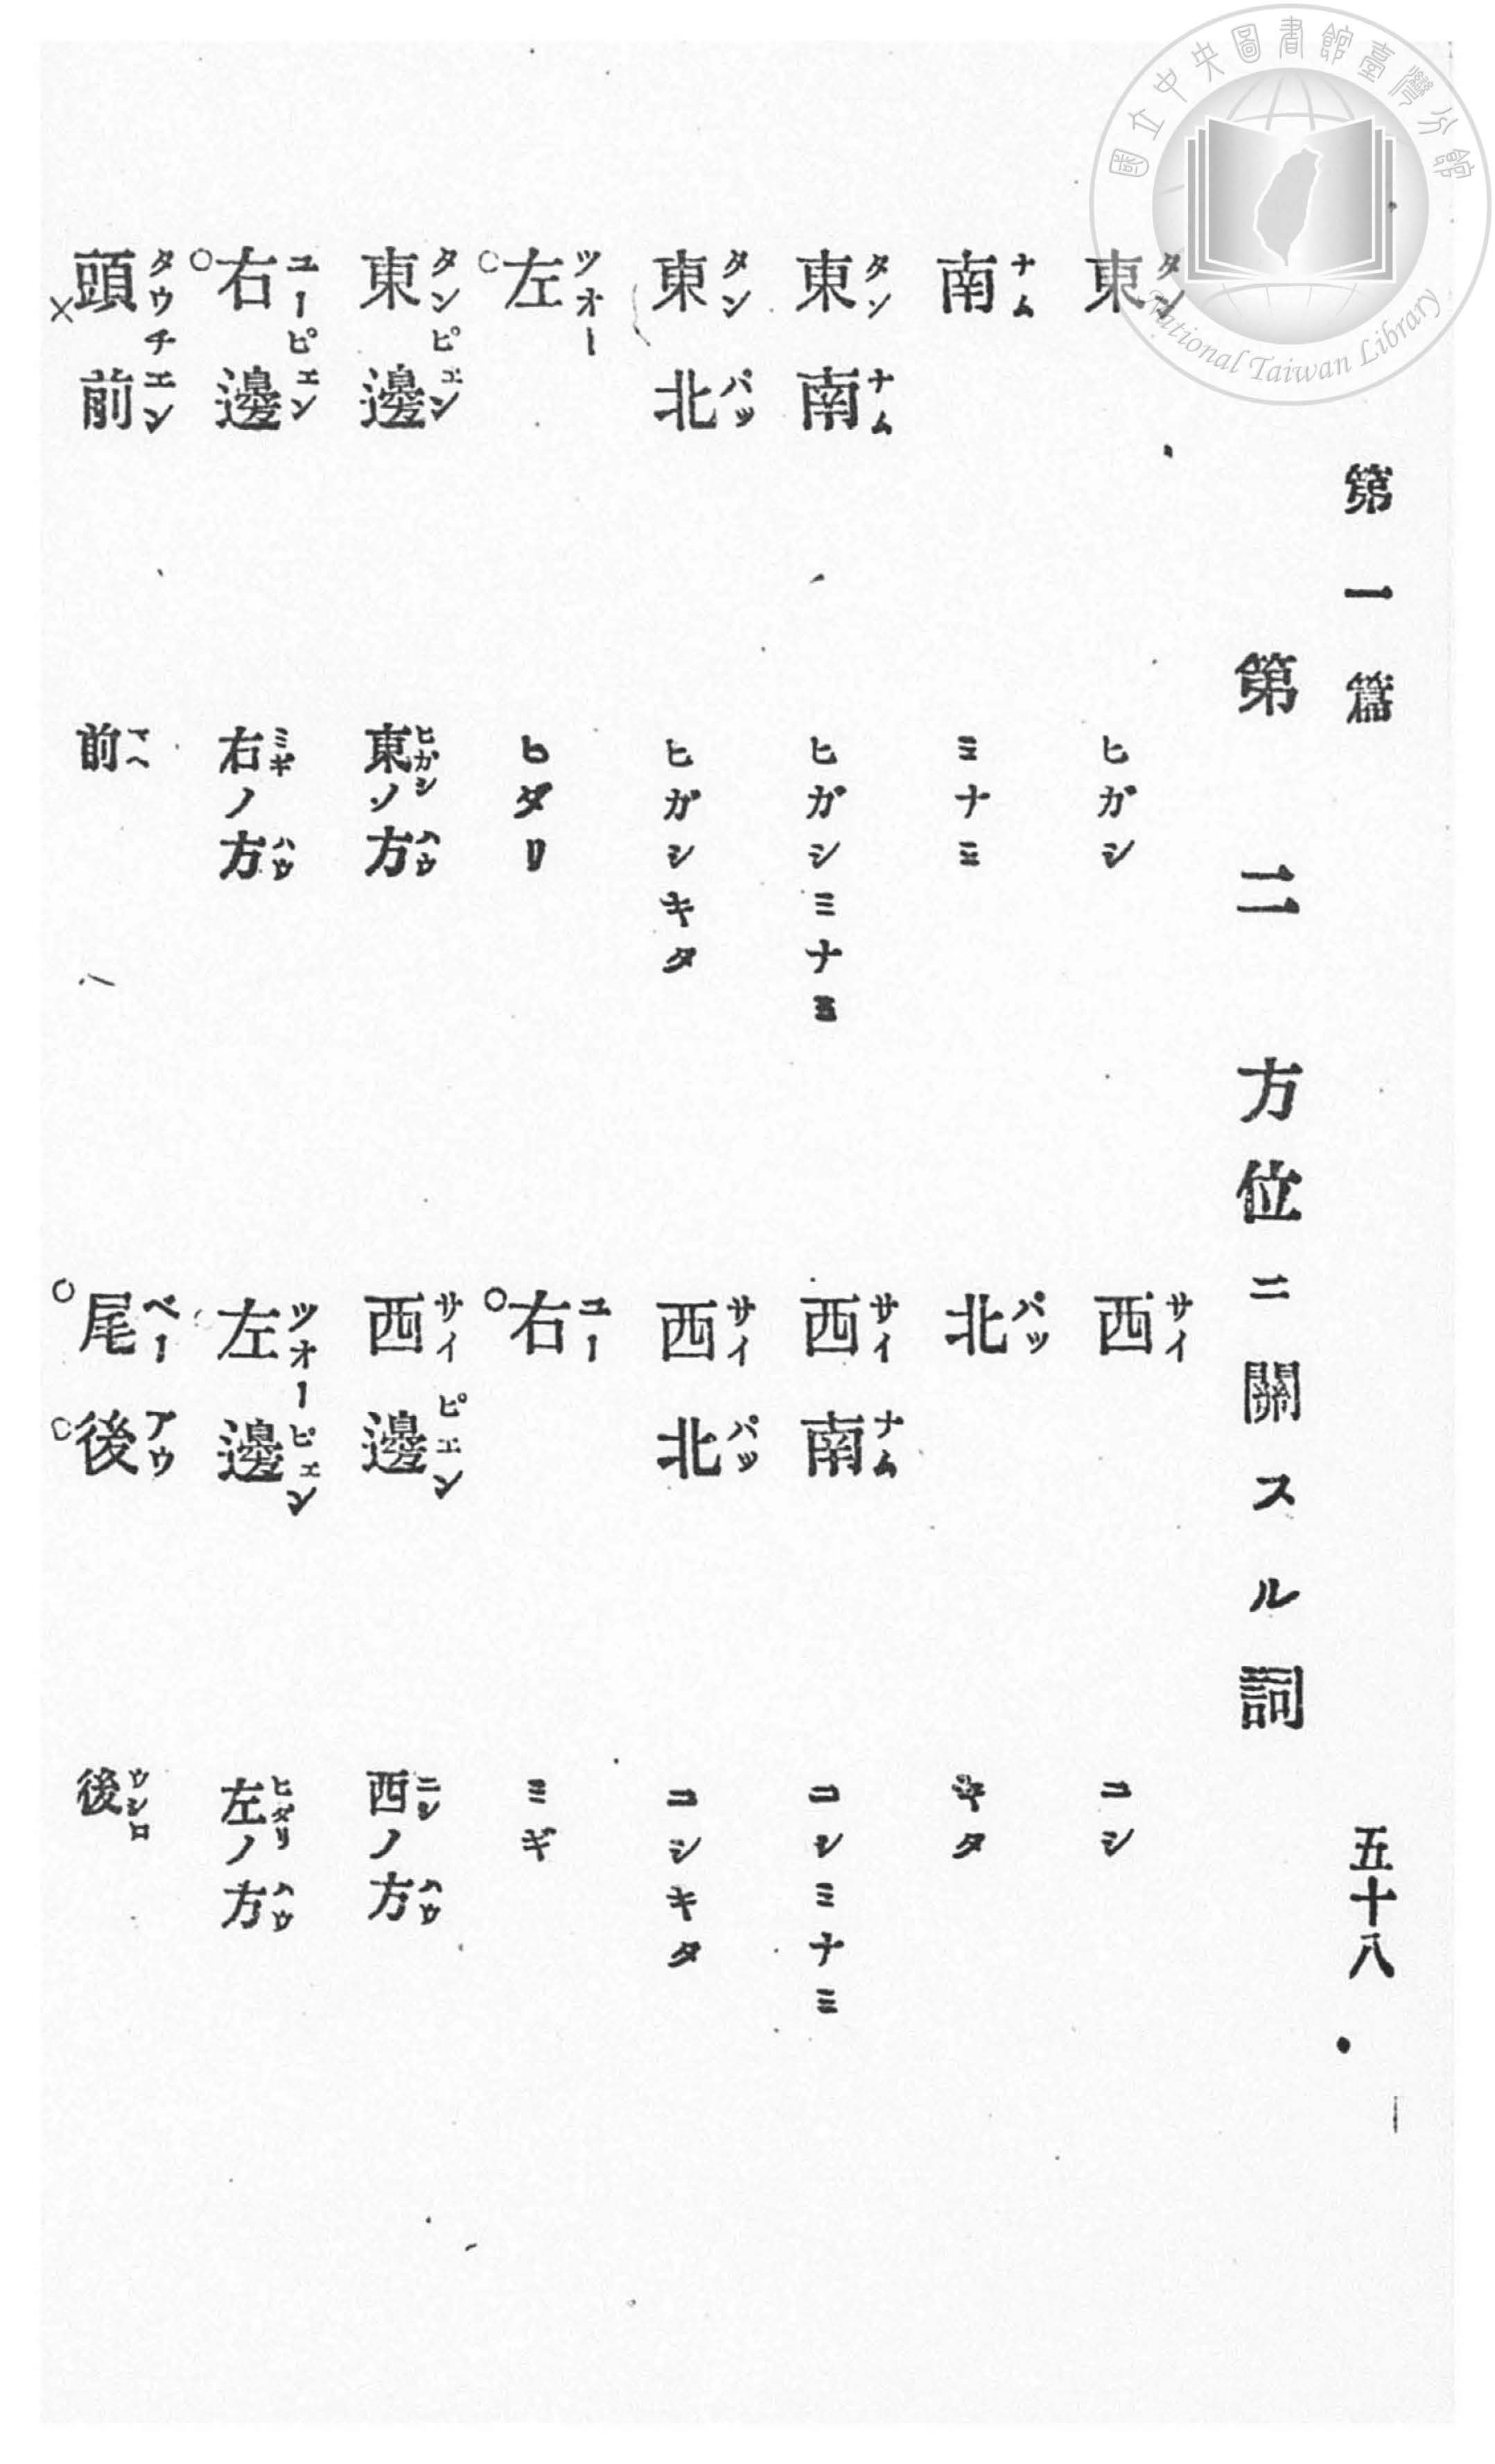 國立中央圖書館臺灣分館
National Taiwan Library
第一篇 五十八
第二 方位ニ關スル詞
東 タン ヒガシ 西 サイ ニシ
南 ナム ミナミ 北 パッ キタ
東南 タン ナム ヒガシミナミ 西南 サイ ナム ニシミナミ
東北 タン パッ ヒガシキタ 西北 サイ パッ ニシキタ
左 ツオー ヒダリ 右 ユー ミギ
東邊 タン ピエン 東ノ方 ヒガシ ハウ 西邊 サイ ピエン 西ノ方 ニシ ハウ
右邊 ユー ピエン 右ノ方 ミギ ハウ 左邊 ツオー ピエン 左ノ方 ヒダリ ハウ
頭前 タウ チエン 前 マヘ 尾後 ベー アウ 後 ウシロ